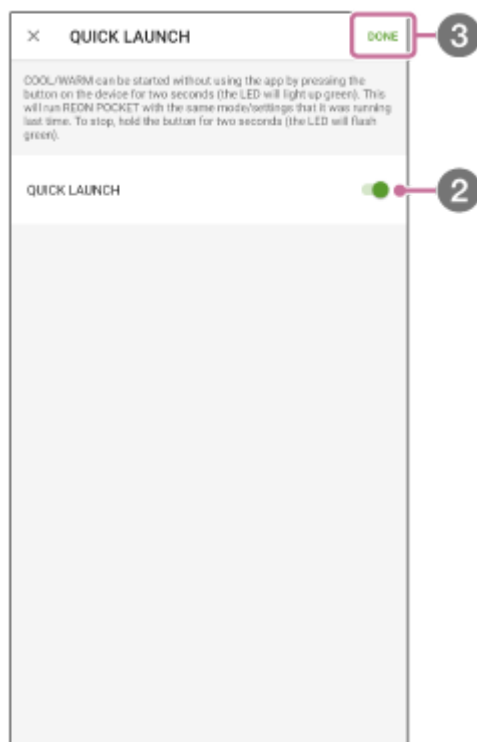 × QUICK LAUNCH DONE 3
COOL/WARM can be started without using the app by pressing the
button on the device for two seconds (the LED will light up green). This
will run REON POCKET with the same mode/settings that it was running
last time. To stop, hold the button for two seconds (the LED will flash
green).
QUICK LAUNCH 2